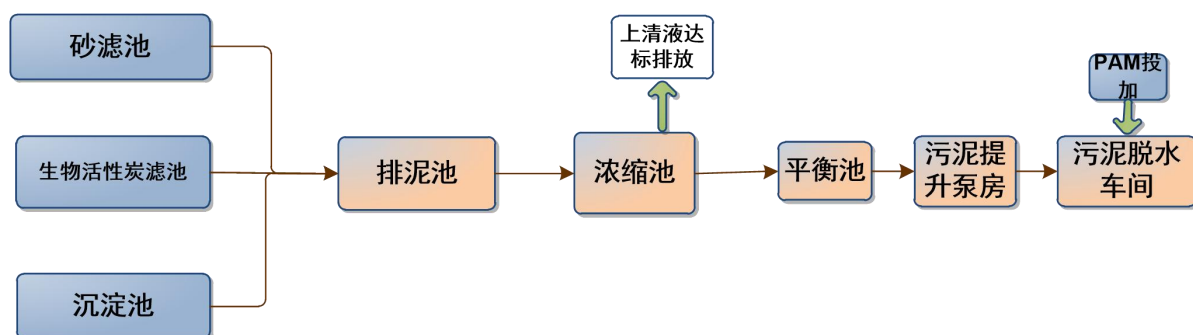 砂滤池
上清液达
标排放
PAM投
加
生物活性炭滤池
排泥池
浓缩池
平衡池
污泥提
升泵房
污泥脱水
车间
沉淀池